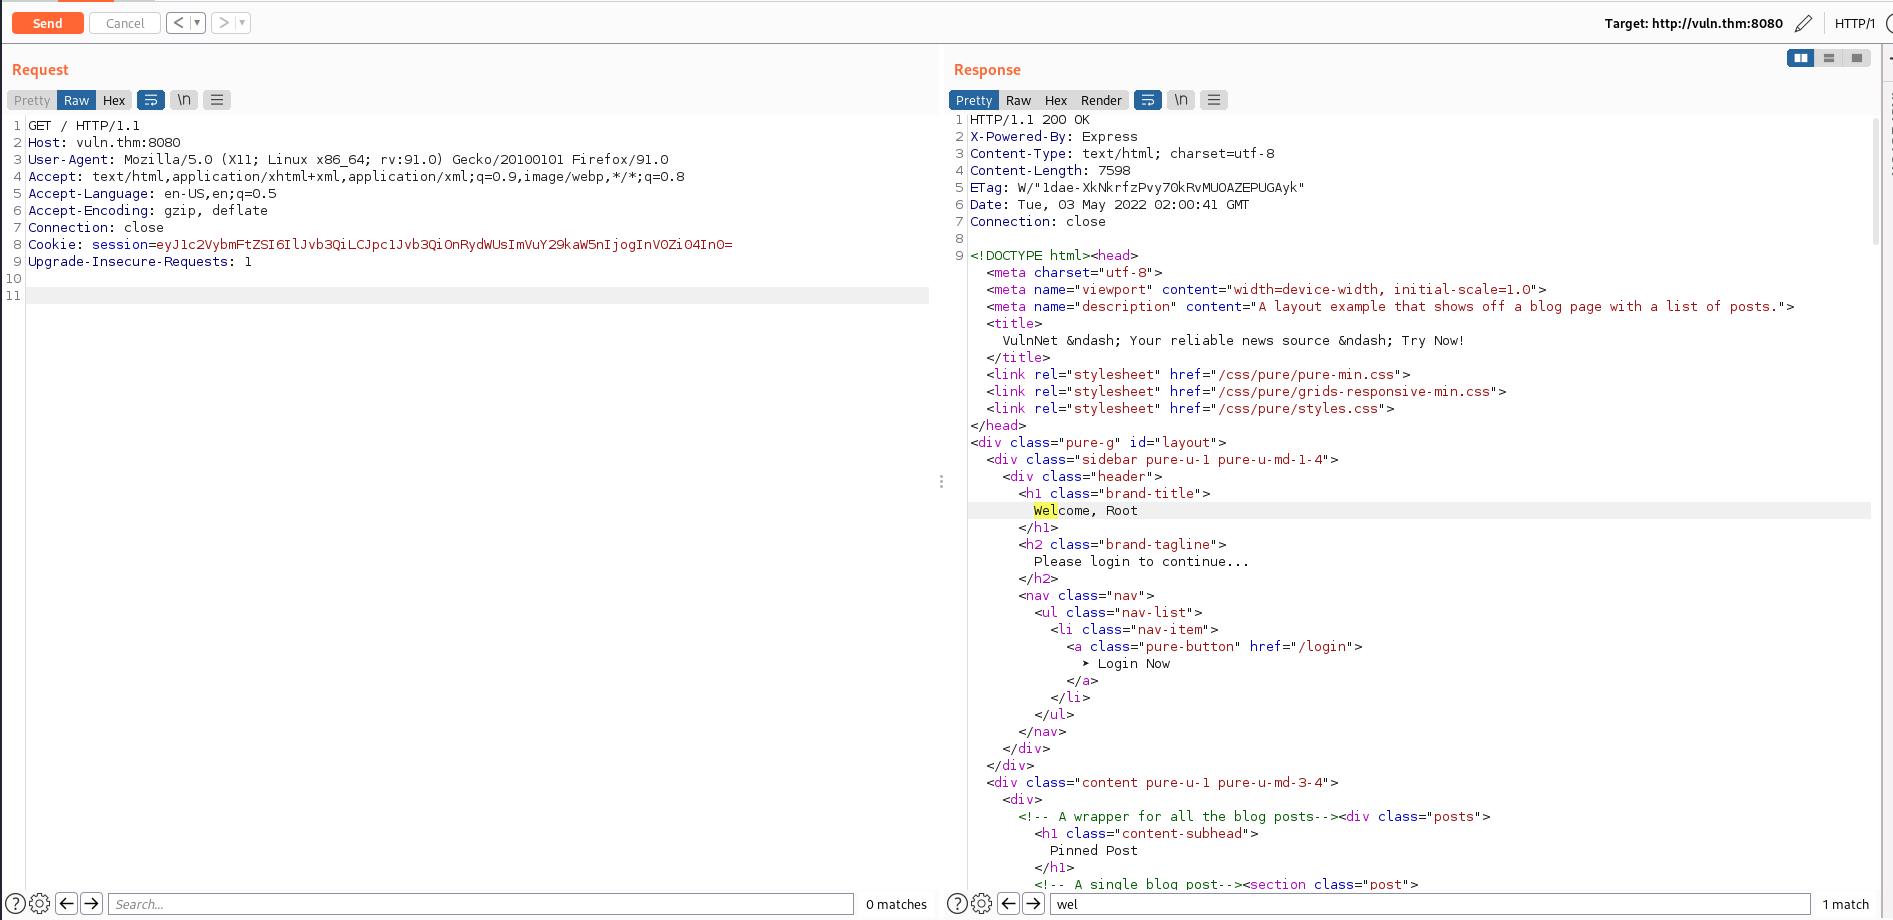 Send
Cancel
<
>
Target: http://vuln.thm:8080
HTTP/1
Request
Pretty Raw Hex \n
1 GET / HTTP/1.1
2 Host: vuln.thm:8080
3 User-Agent: Mozilla/5.0 (X11; Linux x86_64; rv:91.0) Gecko/20100101 Firefox/91.0
4 Accept: text/html,application/xhtml+xml,application/xml;q=0.9,image/webp,*/*;q=0.8
5 Accept-Language: en-US,en;q=0.5
6 Accept-Encoding: gzip, deflate
7 Connection: close
8 Cookie: session=eyJ1c2VybmFtZSI6IlJvb3QiLCJpc1Jvb3QiOnRydWUsImVuY29kaW5nIjogInV0Zi04In0=
9 Upgrade-Insecure-Requests: 1
10
11
Search...
0 matches
Response
Pretty Raw Hex Render \n
1 HTTP/1.1 200 OK
2 X-Powered-By: Express
3 Content-Type: text/html; charset=utf-8
4 Content-Length: 7598
5 ETag: W/"1dae-XkNkrfzPvy70kRvMUOAZEPUGAyk"
6 Date: Tue, 03 May 2022 02:00:41 GMT
7 Connection: close
8
9 <!DOCTYPE html><head>
<meta charset="utf-8">
<meta name="viewport" content="width=device-width, initial-scale=1.0">
<meta name="description" content="A layout example that shows off a blog page with a list of posts.">
<title>
VulnNet &ndash; Your reliable news source &ndash; Try Now!
</title>
<link rel="stylesheet" href="/css/pure/pure-min.css">
<link rel="stylesheet" href="/css/pure/grids-responsive-min.css">
<link rel="stylesheet" href="/css/pure/styles.css">
</head>
<div class="pure-g" id="layout">
<div class="sidebar pure-u-1 pure-u-md-1-4">
<div class="header">
<h1 class="brand-title">
Welcome, Root
</h1>
<h2 class="brand-tagline">
Please login to continue...
</h2>
<nav class="nav">
<ul class="nav-list">
<li class="nav-item">
<a class="pure-button" href="/login">
➤ Login Now
</a>
</li>
</ul>
</nav>
</div>
</div>
<div class="content pure-u-1 pure-u-md-3-4">
<div>
<!-- A wrapper for all the blog posts--><div class="posts">
<h1 class="content-subhead">
Pinned Post
</h1>
<!-- A single blog post--><section class="post">
wel
1 match